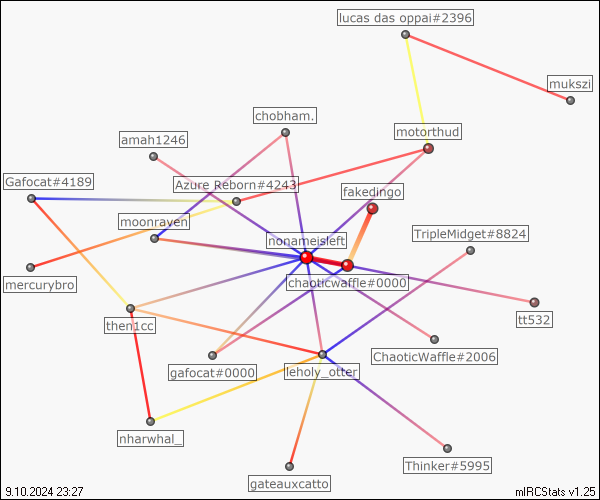 lucas das oppai#2396
mukszi
chobham.
motorthud
amah1246
Gafocat#4189
Azure Reborn#4243
fakedingo
moonraven
TripleMidget#8824
nonameisleft
mercurybro
chaoticwaffle#0000
then1cc
tt532
ChaoticWaffle#2006
gafocat#0000
leholy_otter
nharwhal_
Thinker#5995
gateauxcatto
9.10.2024 23:27
mIRCStats v1.25